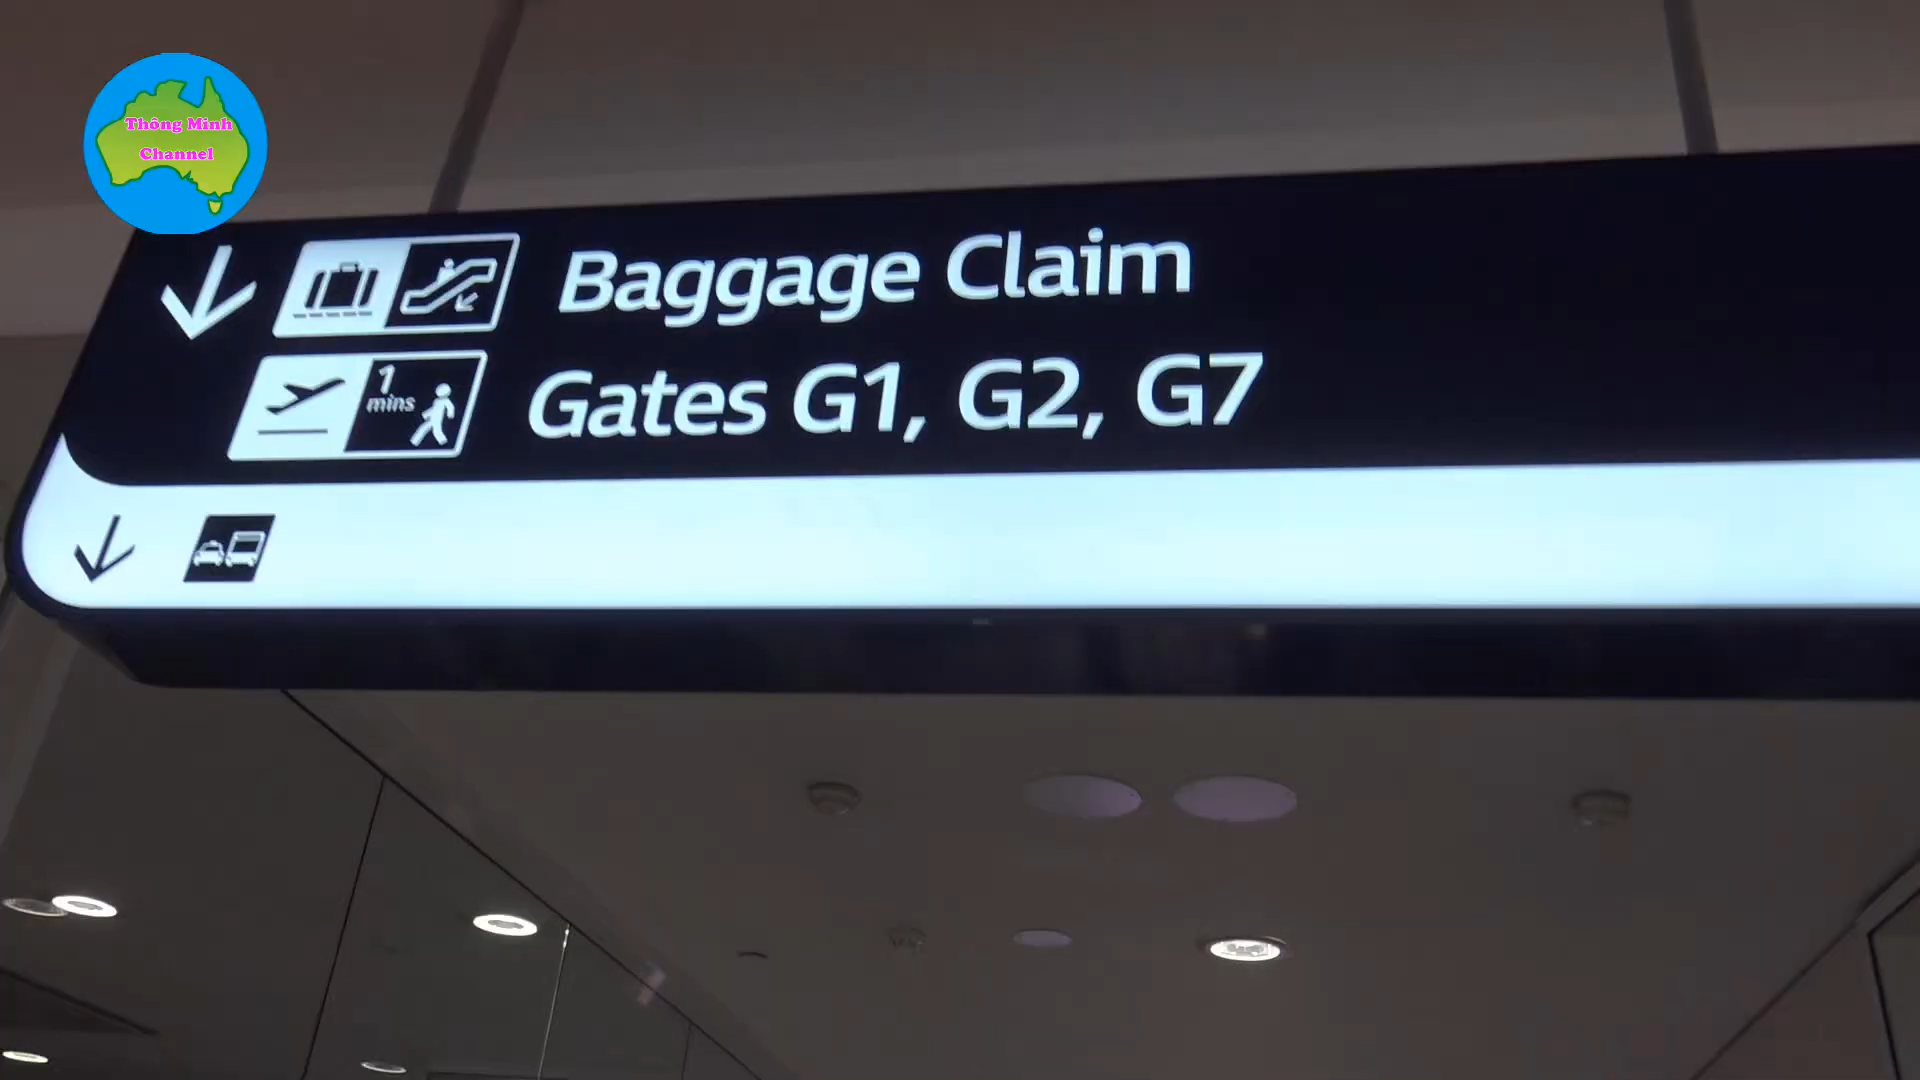 Thông Minh
Channel
Baggage Claim
1
mins
Gates G1, G2, G7